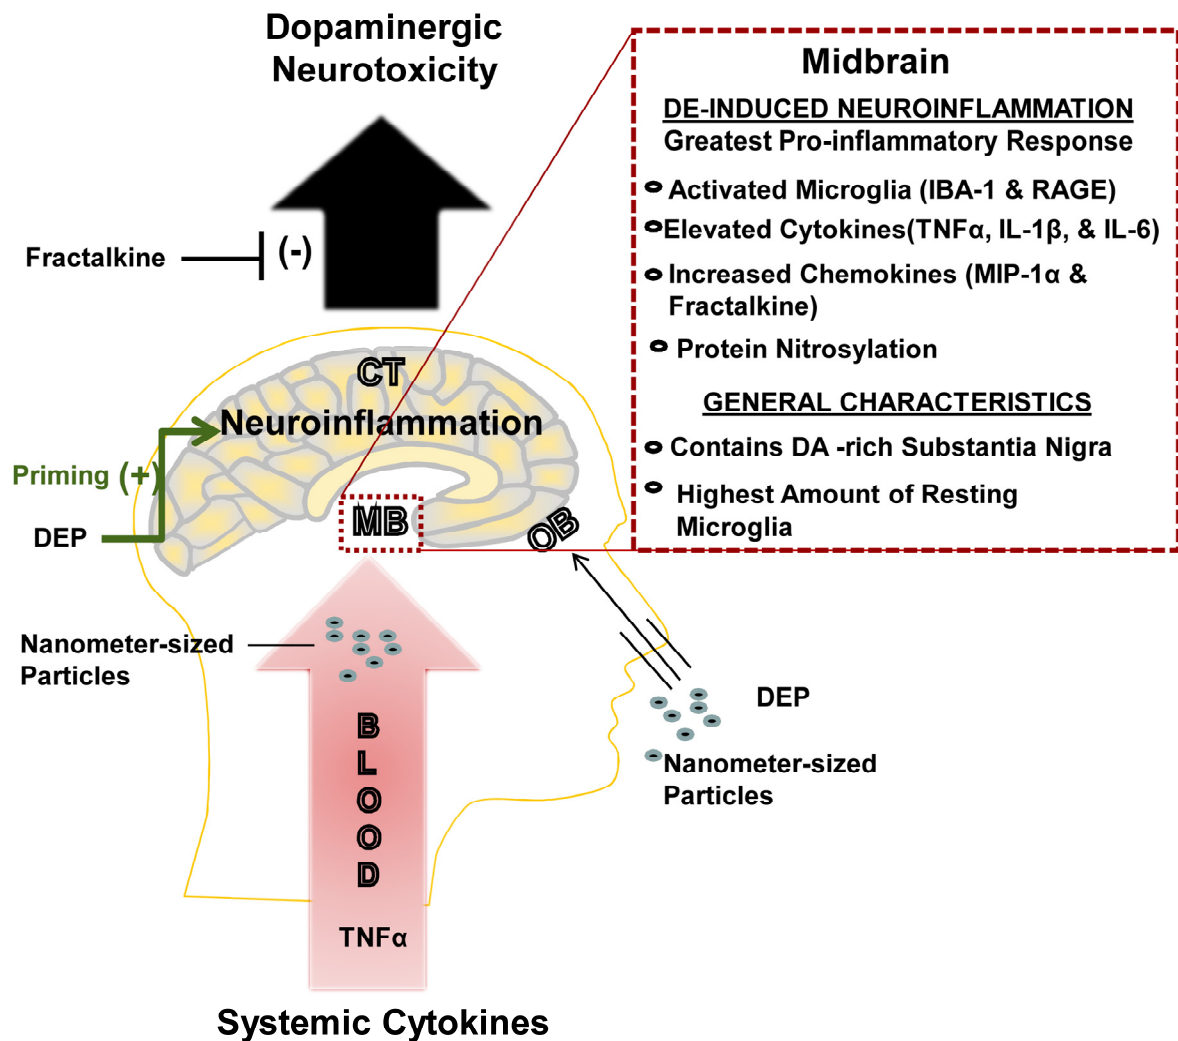 Dopaminergic
Neurotoxicity
Fractalkine
(-)
CT
Neuroinflammation
Priming (+)
DEP
MB
OB
Nanometer-sized
Particles
B
L
O
O
D
TNFα
Systemic Cytokines
DEP
Nanometer-sized
Particles
Midbrain
DE-INDUCED NEUROINFLAMMATION
Greatest Pro-inflammatory Response
Activated Microglia (IBA-1 & RAGE)
Elevated Cytokines(TNFα, IL-1β, & IL-6)
Increased Chemokines (MIP-1α &
Fractalkine)
Protein Nitrosylation
GENERAL CHARACTERISTICS
Contains DA -rich Substantia Nigra
Highest Amount of Resting
Microglia